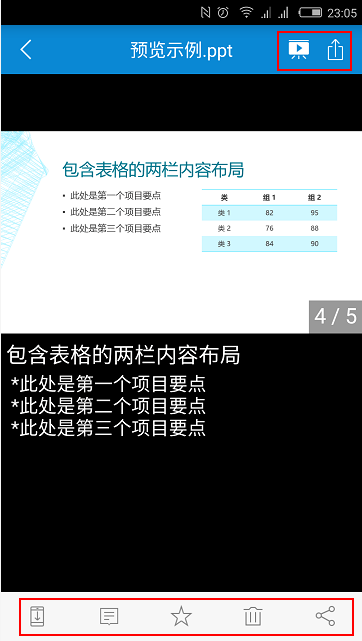 23:05
预览示例.ppt
包含表格的两栏内容布局
• 此处是第一个项目要点
• 此处是第二个项目要点
• 此处是第三个项目要点
类 组 1 组 2
类 1 82 95
类 2 76 88
类 3 84 90
4 / 5
包含表格的两栏内容布局
*此处是第一个项目要点
*此处是第二个项目要点
*此处是第三个项目要点